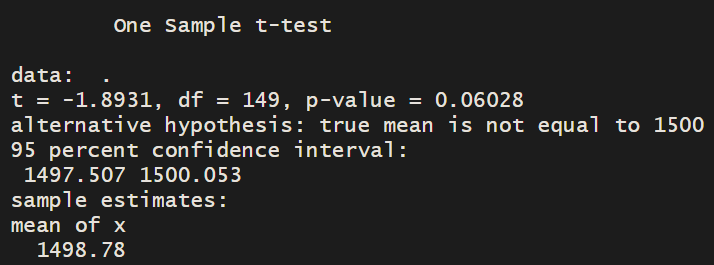 One Sample t-test
data:  .
t = -1.8931, df = 149, p-value = 0.06028
alternative hypothesis: true mean is not equal to 1500
95 percent confidence interval:
 1497.507 1500.053
sample estimates:
mean of x
  1498.78